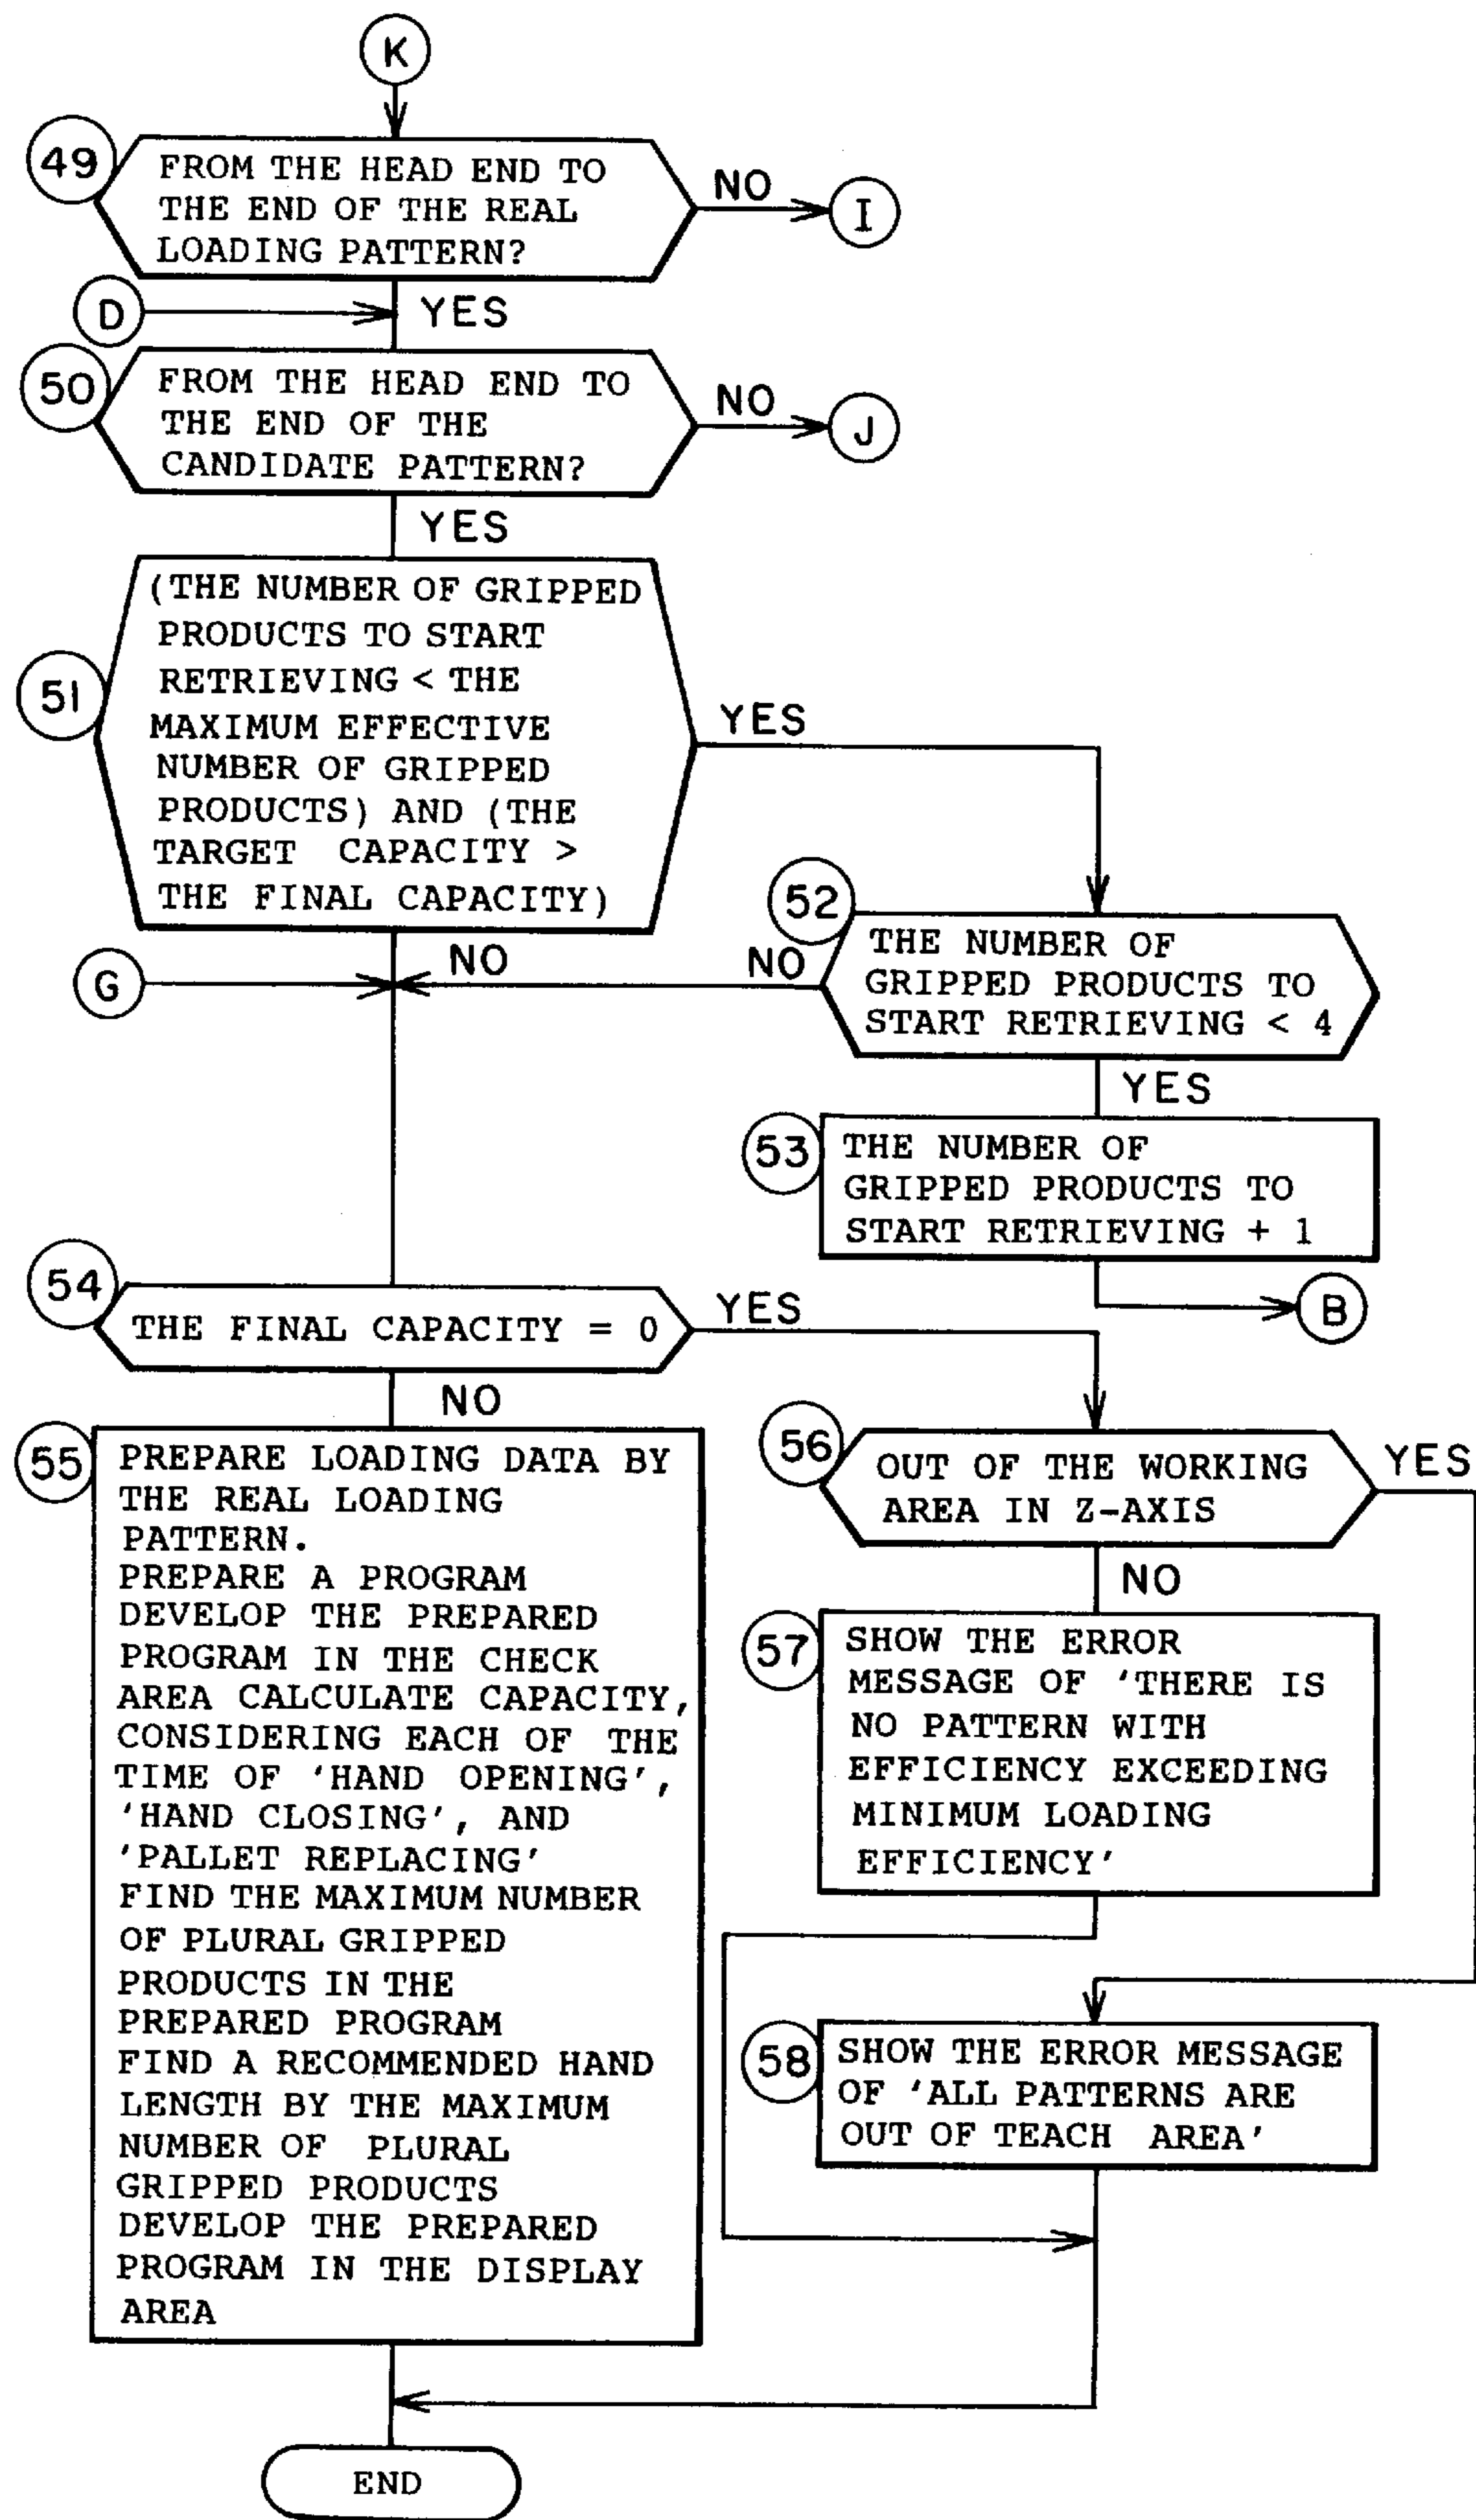 K
49
FROM THE HEAD END TO
THE END OF THE REAL
LOADING PATTERN?
NO
I
D
YES
50
FROM THE HEAD END TO
THE END OF THE
CANDIDATE PATTERN?
NO
J
YES
51
(THE NUMBER OF GRIPPED
PRODUCTS TO START
RETRIEVING < THE
MAXIMUM EFFECTIVE
NUMBER OF GRIPPED
PRODUCTS) AND (THE
TARGET CAPACITY >
THE FINAL CAPACITY)
YES
52
THE NUMBER OF
GRIPPED PRODUCTS TO
START RETRIEVING < 4
NO
NO
G
YES
53
THE NUMBER OF
GRIPPED PRODUCTS TO
START RETRIEVING + 1
B
54
THE FINAL CAPACITY = 0
YES
NO
55
PREPARE LOADING DATA BY
THE REAL LOADING
PATTERN.
PREPARE A PROGRAM
DEVELOP THE PREPARED
PROGRAM IN THE CHECK
AREA CALCULATE CAPACITY,
CONSIDERING EACH OF THE
TIME OF 'HAND OPENING',
'HAND CLOSING', AND
'PALLET REPLACING'
FIND THE MAXIMUM NUMBER
OF PLURAL GRIPPED
PRODUCTS IN THE
PREPARED PROGRAM
FIND A RECOMMENDED HAND
LENGTH BY THE MAXIMUM
NUMBER OF PLURAL
GRIPPED PRODUCTS
DEVELOP THE PREPARED
PROGRAM IN THE DISPLAY
AREA
56
OUT OF THE WORKING
AREA IN Z-AXIS
YES
NO
57
SHOW THE ERROR
MESSAGE OF 'THERE IS
NO PATTERN WITH
EFFICIENCY EXCEEDING
MINIMUM LOADING
EFFICIENCY'
58
SHOW THE ERROR MESSAGE
OF 'ALL PATTERNS ARE
OUT OF TEACH AREA'
END